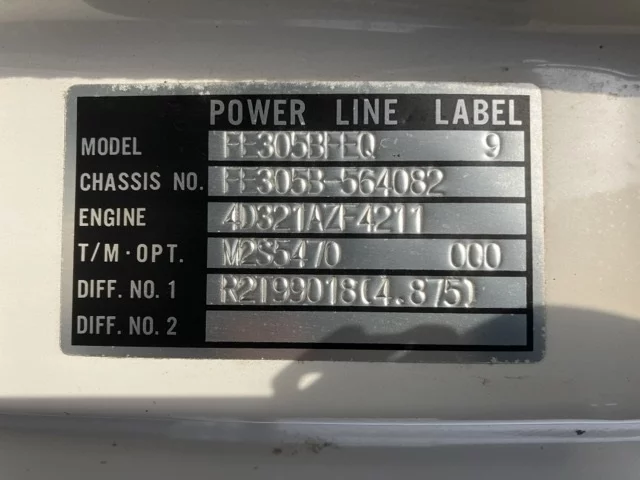 POWER LINE LABEL
MODEL FE305BFEQ 9
CHASSIS NO. FE305B-564082
ENGINE 4D321AZF4211
T/M·OPT. M2S5470 000
DIFF. NO. 1 R2T99018(4.875)
DIFF. NO. 2